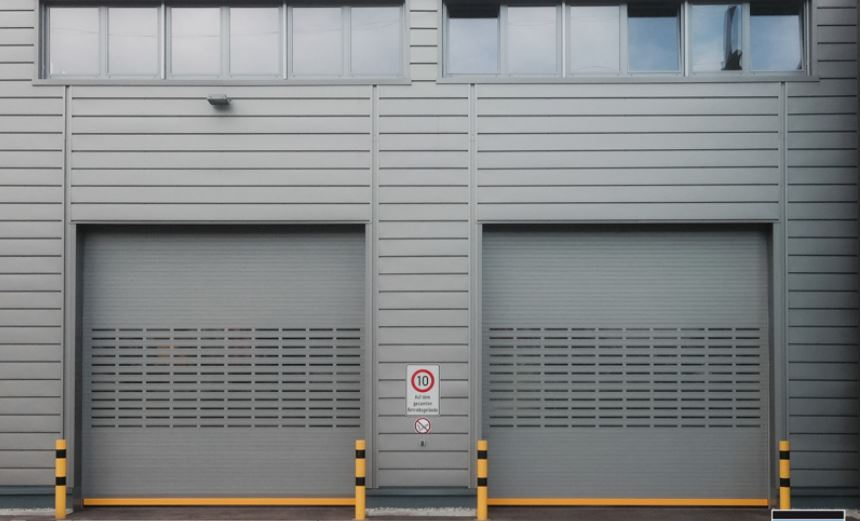 10
Auf dem
gesamten
Betriebsgelände